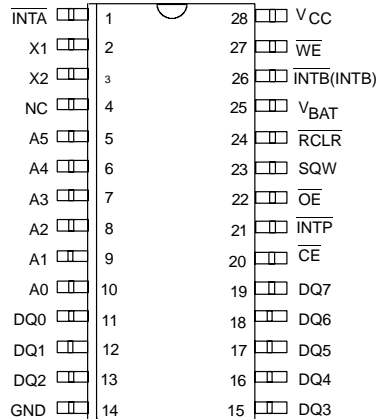 INTA 1 28 VCC
X1 2 27 WE
X2 3 26 INTB(INTB)
NC 4 25 VBAT
A5 5 24 RCLR
A4 6 23 SQW
A3 7 22 OE
A2 8 21 INTP
A1 9 20 CE
A0 10 19 DQ7
DQ0 11 18 DQ6
DQ1 12 17 DQ5
DQ2 13 16 DQ4
GND 14 15 DQ3